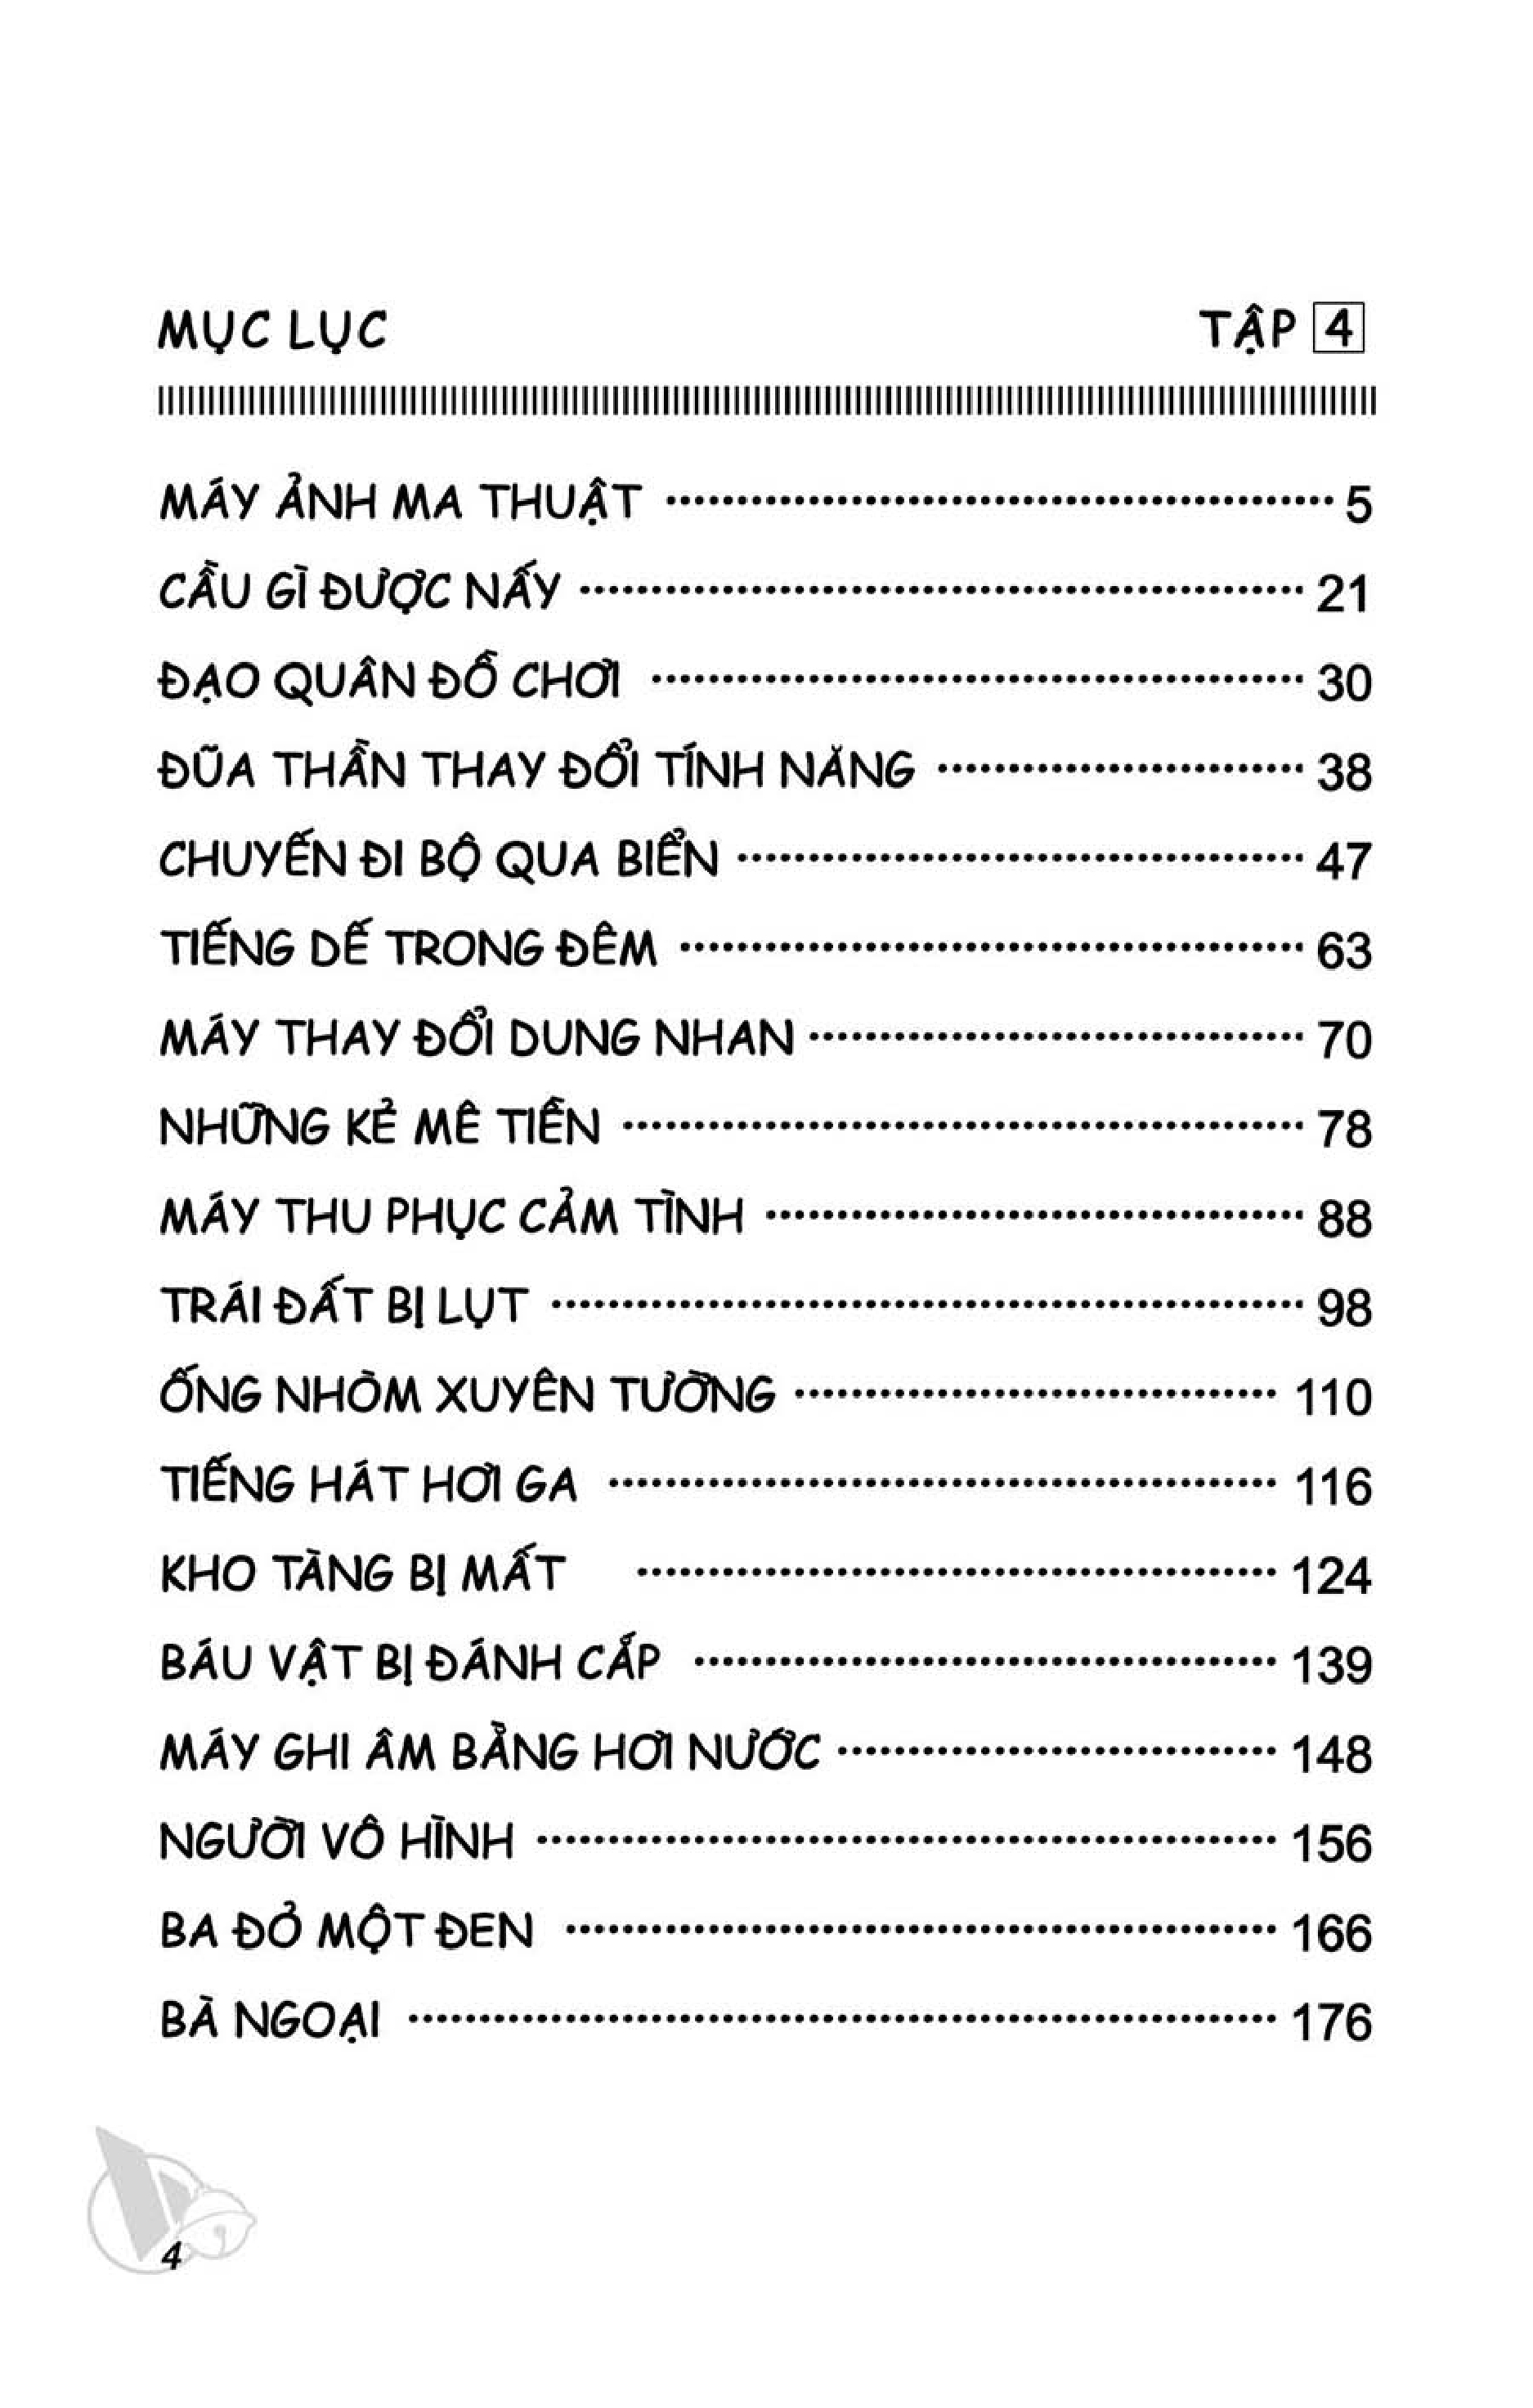 MỤC LỤC TẬP 4
MÁY ẢNH MA THUẬT 5
CẦU GÌ ĐƯỢC NẤY 21
ĐẠO QUÂN ĐỒ CHƠI 30
ĐŨA THẦN THAY ĐỔI TÍNH NĂNG 38
CHUYẾN ĐI BỘ QUA BIỂN 47
TIẾNG DẾ TRONG ĐÊM 63
MÁY THAY ĐỔI DUNG NHAN 70
NHỮNG KẺ MÊ TIỀN 78
MÁY THU PHỤC CẢM TÌNH 88
TRÁI ĐẤT BỊ LỤT 98
ỐNG NHÒM XUYÊN TƯỜNG 110
TIẾNG HÁT HƠI GA 116
KHO TÀNG BỊ MẤT 124
BÁU VẬT BỊ ĐÁNH CẮP 139
MÁY GHI ÂM BẰNG HƠI NƯỚC 148
NGƯỜI VÔ HÌNH 156
BA ĐỎ MỘT ĐEN 166
BÀ NGOẠI 176
4